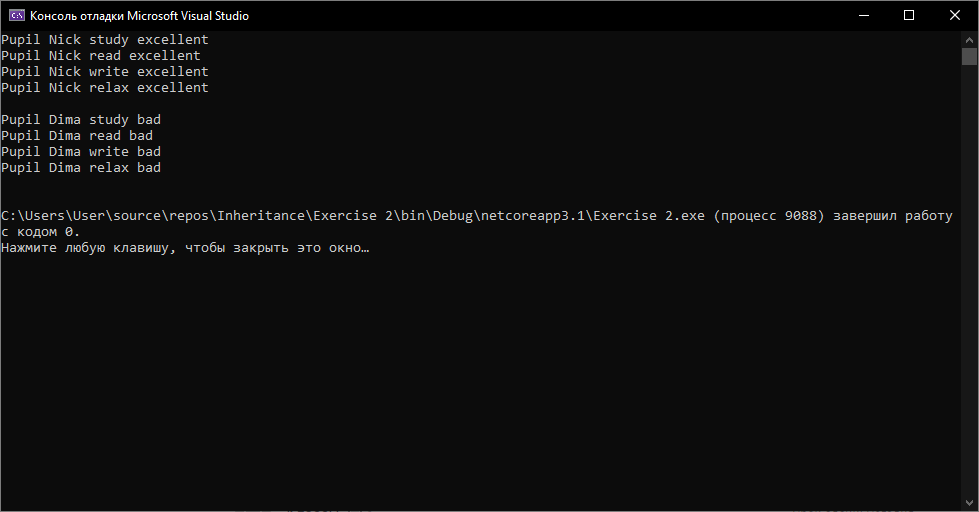 Консоль отладки Microsoft Visual Studio
Pupil Nick study excellent
Pupil Nick read excellent
Pupil Nick write excellent
Pupil Nick relax excellent
Pupil Dima study bad
Pupil Dima read bad
Pupil Dima write bad
Pupil Dima relax bad
C:\Users\User\source\repos\Inheritance\Exercise 2\bin\Debug\netcoreapp3.1\Exercise 2.exe (процесс 9088) завершил работу
с кодом 0.
Нажмите любую клавишу, чтобы закрыть это окно…